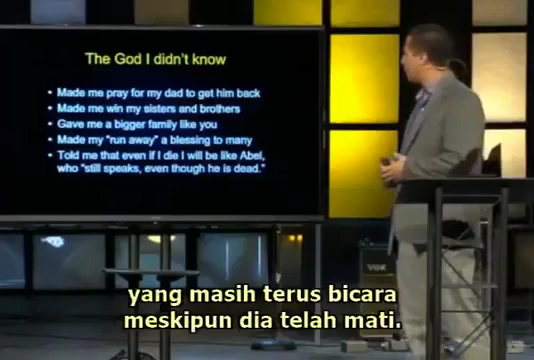 The God I didn't know
• Made me pray for my dad to get him back
• Made me win my sisters and brothers
• Gave me a bigger family like you
• Made my "run away" a blessing to many
• Told me that even if I die I will be like Abel,
who "still speaks, even though he is dead."
VOX
yang masih terus bicara
meskipun dia telah mati.